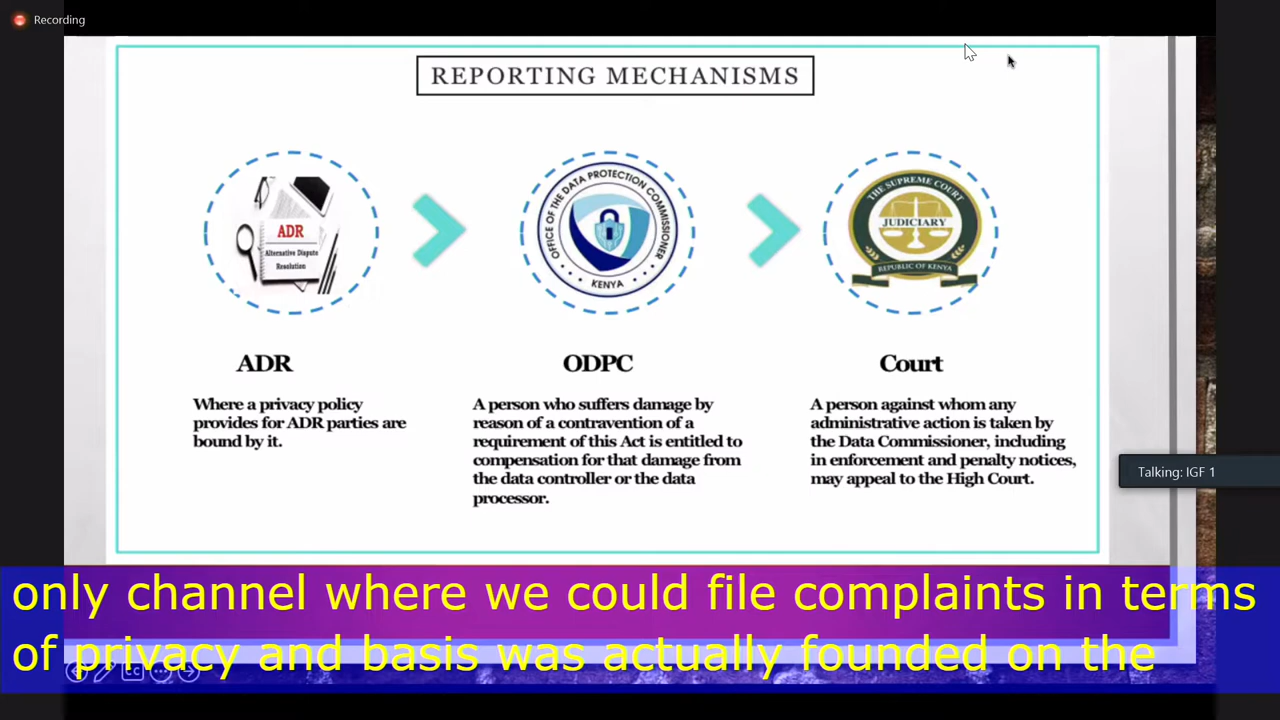 Recording
REPORTING MECHANISMS
ADR
Alternative Dispute
Resolution
OFFICE OF THE DATA PROTECTION COMMISSIONER
KENYA
THE SUPREME COURT
JUDICIARY
REPUBLIC OF KENYA
ADR
Where a privacy policy
provides for ADR parties are
bound by it.
ODPC
A person who suffers damage by
reason of a contravention of a
requirement of this Act is entitled to
compensation for that damage from
the data controller or the data
processor.
Court
A person against whom any
administrative action is taken by
the Data Commissioner, including
in enforcement and penalty notices,
may appeal to the High Court.
Talking: IGF 1
only channel where we could file complaints in terms
of privacy and basis was actually founded on the
CC